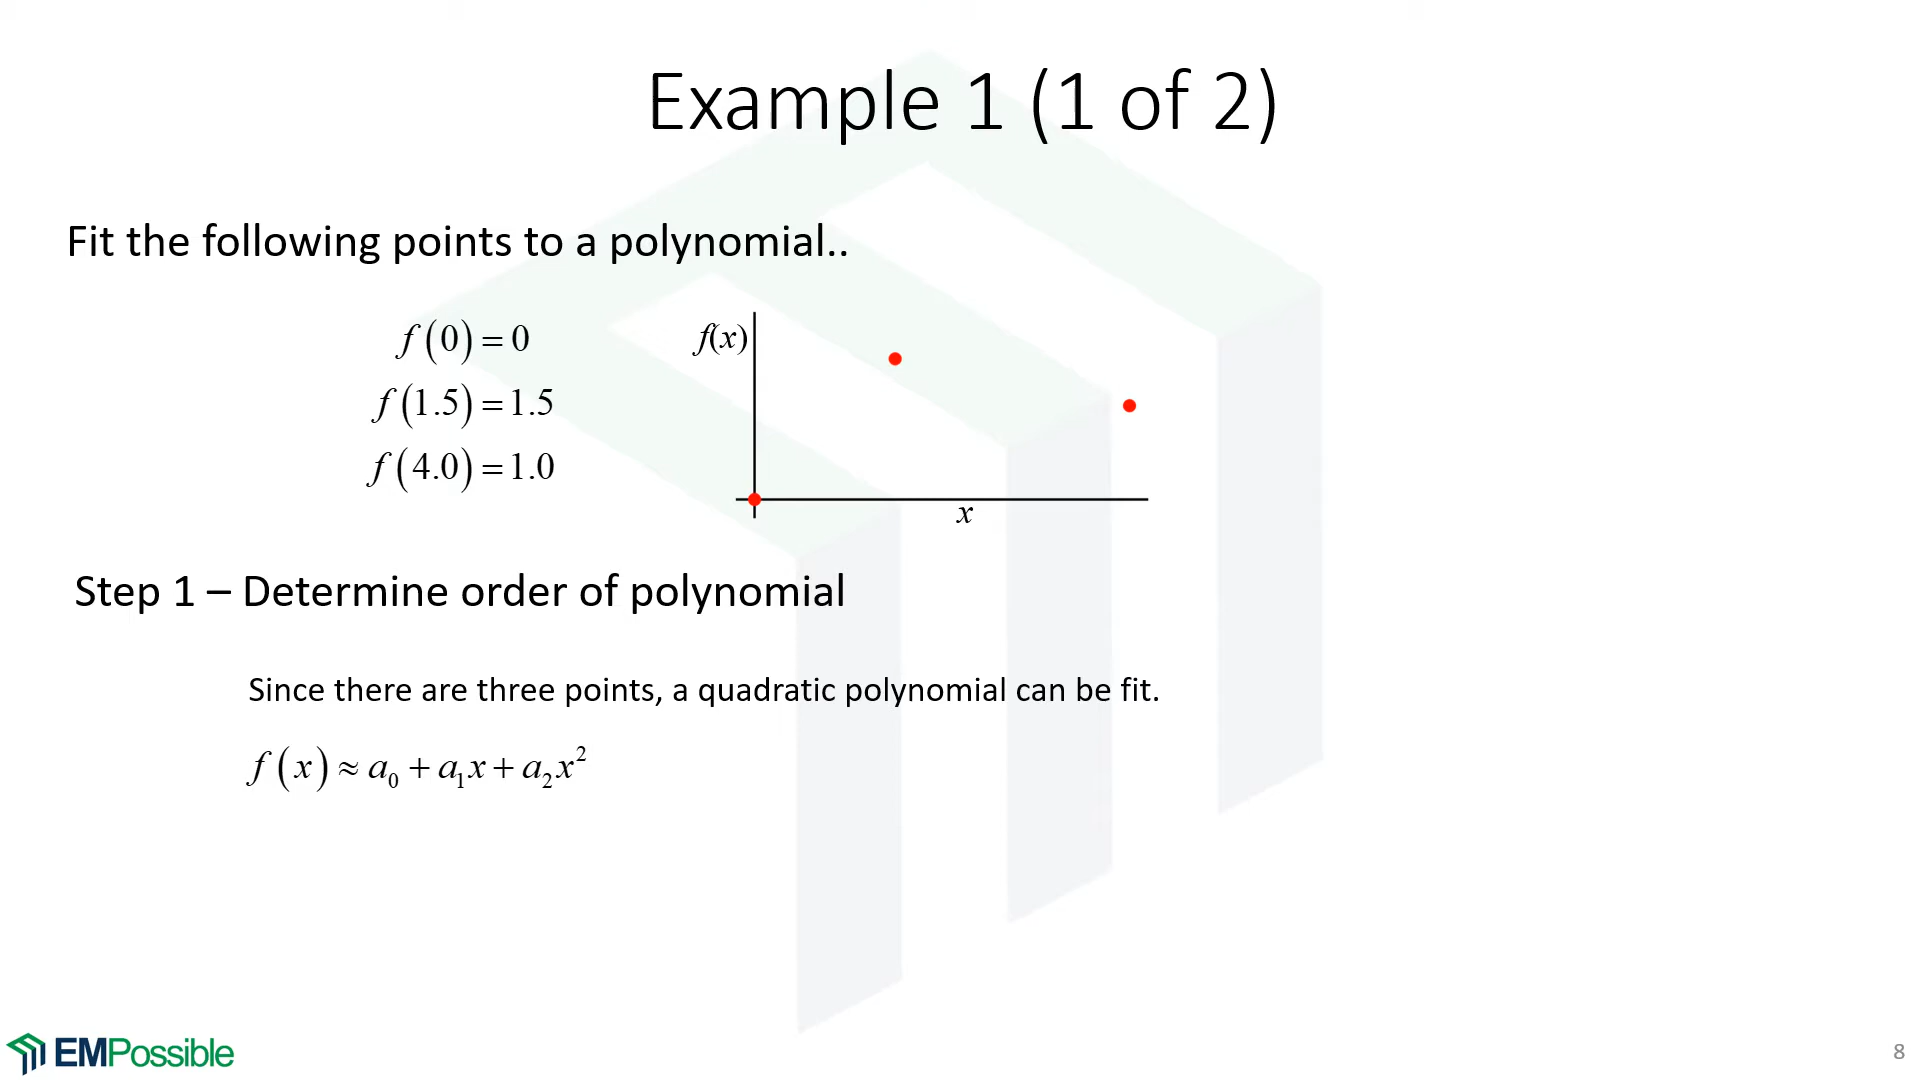 Example 1 (1 of 2)
Fit the following points to a polynomial..
f(0) = 0
f(1.5) = 1.5
f(4.0) = 1.0
f(x)
x
Step 1 – Determine order of polynomial
Since there are three points, a quadratic polynomial can be fit.
f(x) ≈ a₀ + a₁x + a₂x²
EMPossible
8